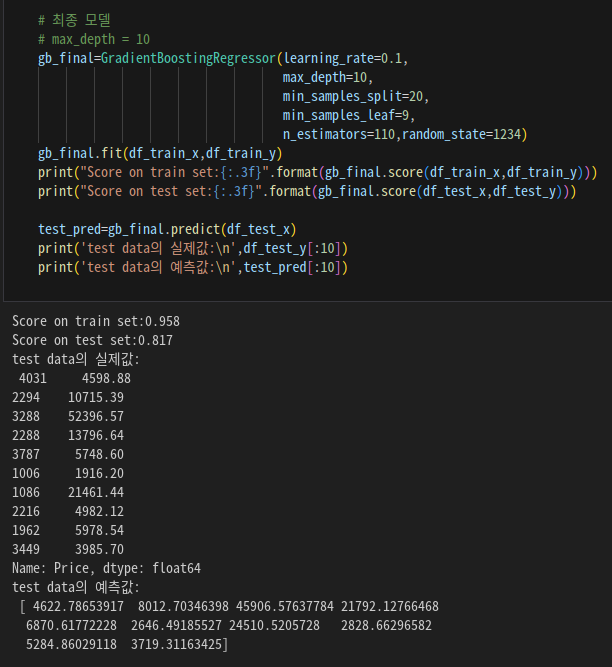 # 최종 모델
# max_depth = 10
gb_final=GradientBoostingRegressor(learning_rate=0.1,
max_depth=10,
min_samples_split=20,
min_samples_leaf=9,
n_estimators=110,random_state=1234)
gb_final.fit(df_train_x,df_train_y)
print("Score on train set:{:.3f}".format(gb_final.score(df_train_x,df_train_y)))
print("Score on test set:{:.3f}".format(gb_final.score(df_test_x,df_test_y)))
test_pred=gb_final.predict(df_test_x)
print('test data의 실제값:\n',df_test_y[:10])
print('test data의 예측값:\n',test_pred[:10])
Score on train set:0.958
Score on test set:0.817
test data의 실제값:
4031 4598.88
2294 10715.39
3288 52396.57
2288 13796.64
3787 5748.60
1006 1916.20
1086 21461.44
2216 4982.12
1962 5978.54
3449 3985.70
Name: Price, dtype: float64
test data의 예측값:
[ 4622.78653917 8012.70346398 45906.57637784 21792.12766468
6870.61772228 2646.49185527 24510.5205728 2828.66296582
5284.86029118 3719.31163425]